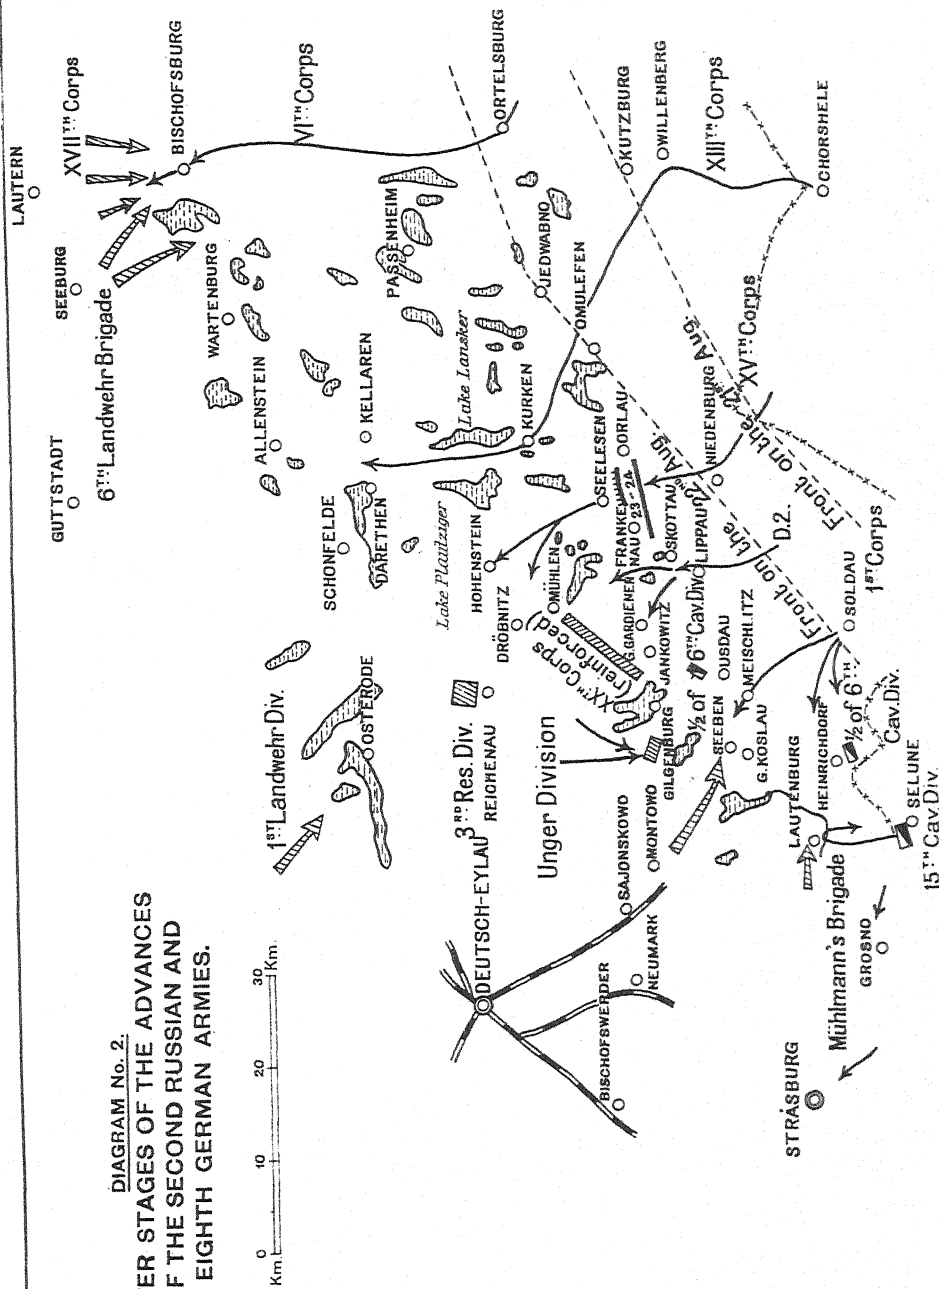 DIAGRAM No. 2.
ER STAGES OF THE ADVANCES
F THE SECOND RUSSIAN AND
EIGHTH GERMAN ARMIES.
Km. 0 10 20 30 Km.
GUTTSTADT
SEEBURG
LAUTERN
6TH Landwehr Brigade
XVIITH Corps
BISCHOFSBURG
WARTENBURG
ALLENSTEIN
VITH Corps
1ST Landwehr Div.
SCHONFELDE
OSTERODE
DARETHEN
KELLAREN
PASSENHEIM
Lake Plautziger
Lake Lansker
ORTELSBURG
3RD Res. Div.
REICHENAU
HOHENSTEIN
DRÖBNITZ
MÜHLEN
KURKEN
JEDWABNO
OMULEFEN
DEUTSCH-EYLAU
Unger Division
XXTH Corps
(reinforced)
SEELESEN
BISCHOFSWERDER
NEUMARK
SAJONSKOWO
MONTOWO
GILGENBURG
JANKOWITZ
G.GARDIENEN
FRANKENAU
23-24
ORLAU
KUTZBURG
WILLENBERG
½ of 6TH Cav.Div.
SKOTTAU
LIPPAU
NIEDENBURG
SEEBEN
OUSDAU
MEISCHLITZ
G.KOSLAU
D.2.
Front on the 22ND Aug.
Front on the 21ST Aug.
XVTH Corps
XIIITH Corps
CHORSHELE
STRASBURG
Mühlmann's Brigade
LAUTENBURG
HEINRICHDORF
½ of 6TH
Cav.Div.
SOLDAU
1ST Corps
GROSNO
SELUNE
15TH Cav.Div.